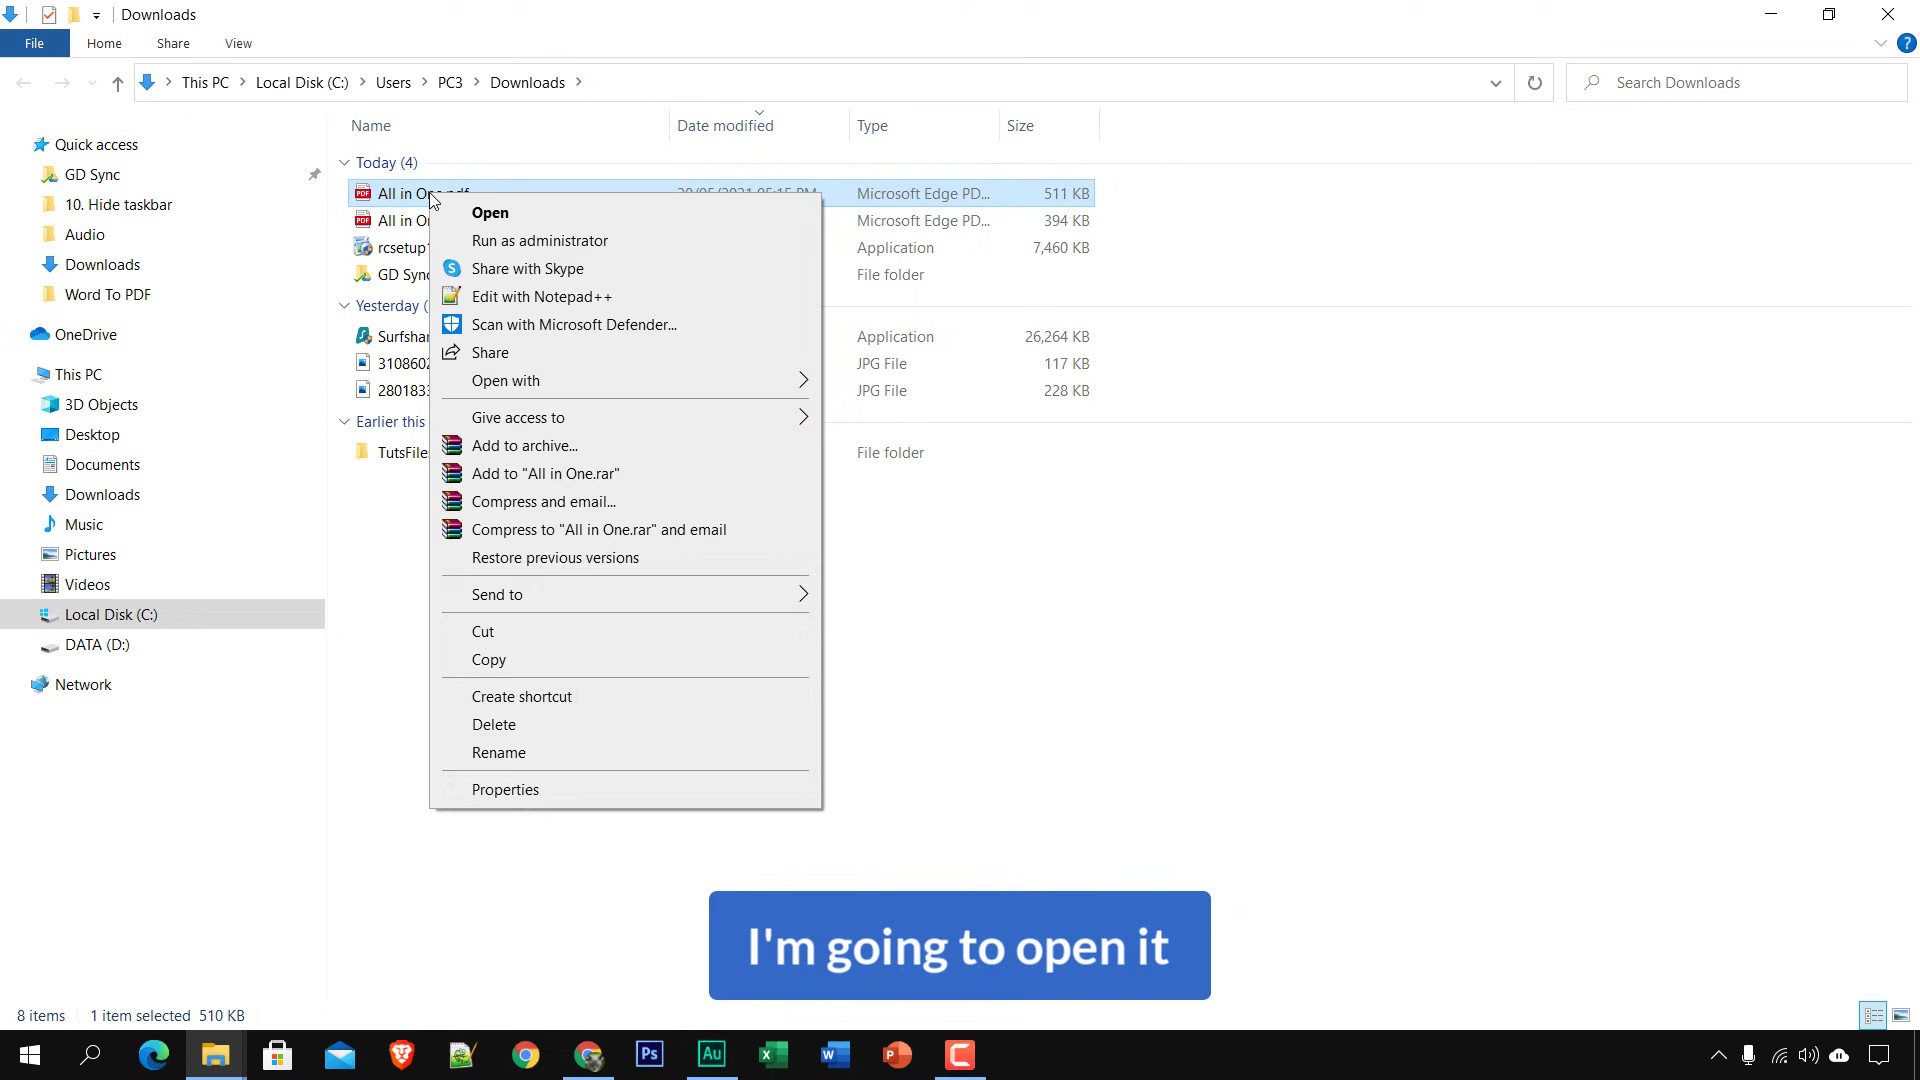 Downloads
File Home Share View
This PC Local Disk (C:) Users PC3 Downloads Search Downloads
Name Date modified Type Size
Quick access
GD Sync
10. Hide taskbar
Audio
Downloads
Word To PDF
OneDrive
This PC
3D Objects
Desktop
Documents
Downloads
Music
Pictures
Videos
Local Disk (C:)
DATA (D:)
Network
Today (4)
All in One.pdf Microsoft Edge PD... 511 KB
All in Microsoft Edge PD... 394 KB
rcsetup Application 7,460 KB
GD Sync File folder
Yesterday (
Surfshar Application 26,264 KB
310860 JPG File 117 KB
280183 JPG File 228 KB
Earlier this
TutsFile File folder
Open
Run as administrator
Share with Skype
Edit with Notepad++
Scan with Microsoft Defender...
Share
Open with
Give access to
Add to archive...
Add to "All in One.rar"
Compress and email...
Compress to "All in One.rar" and email
Restore previous versions
Send to
Cut
Copy
Create shortcut
Delete
Rename
Properties
I'm going to open it
8 items 1 item selected 510 KB
Ps Au